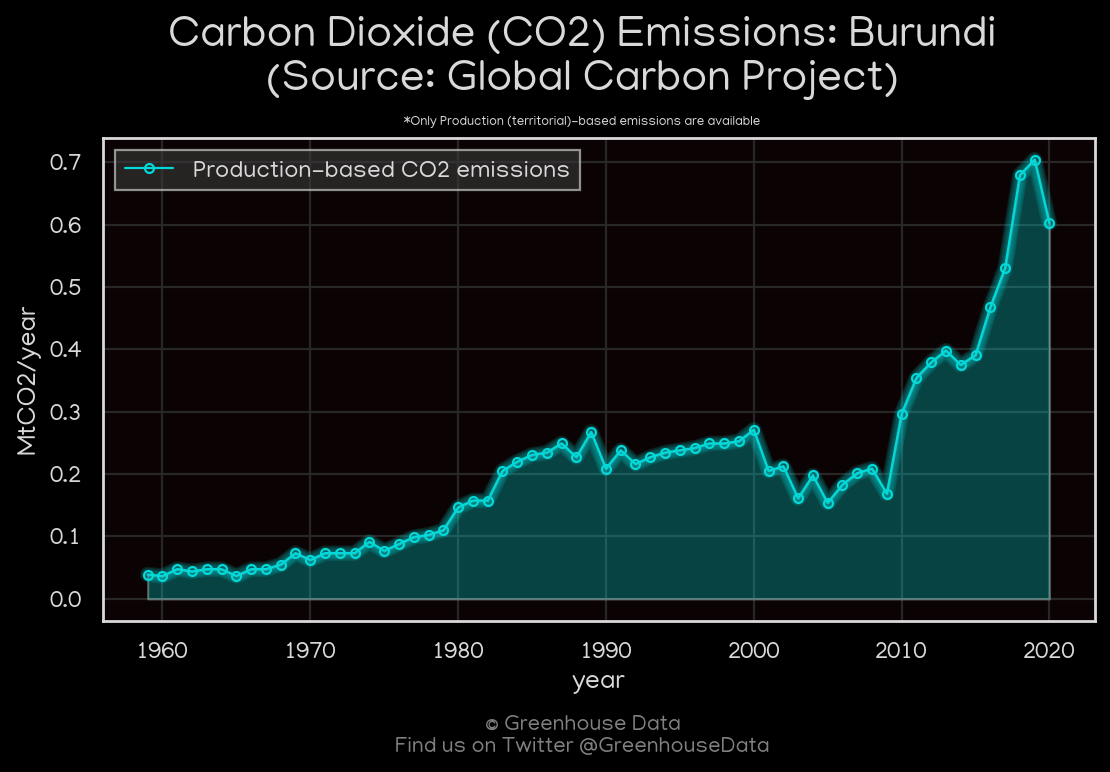 Carbon Dioxide (CO2) Emissions: Burundi
(Source: Global Carbon Project)
*Only Production (territorial)-based emissions are available
Production-based CO2 emissions
0.7
0.6
0.5
0.4
0.3
0.2
0.1
0.0
MtCO2/year
1960 1970 1980 1990 2000 2010 2020
year
© Greenhouse Data
Find us on Twitter @GreenhouseData